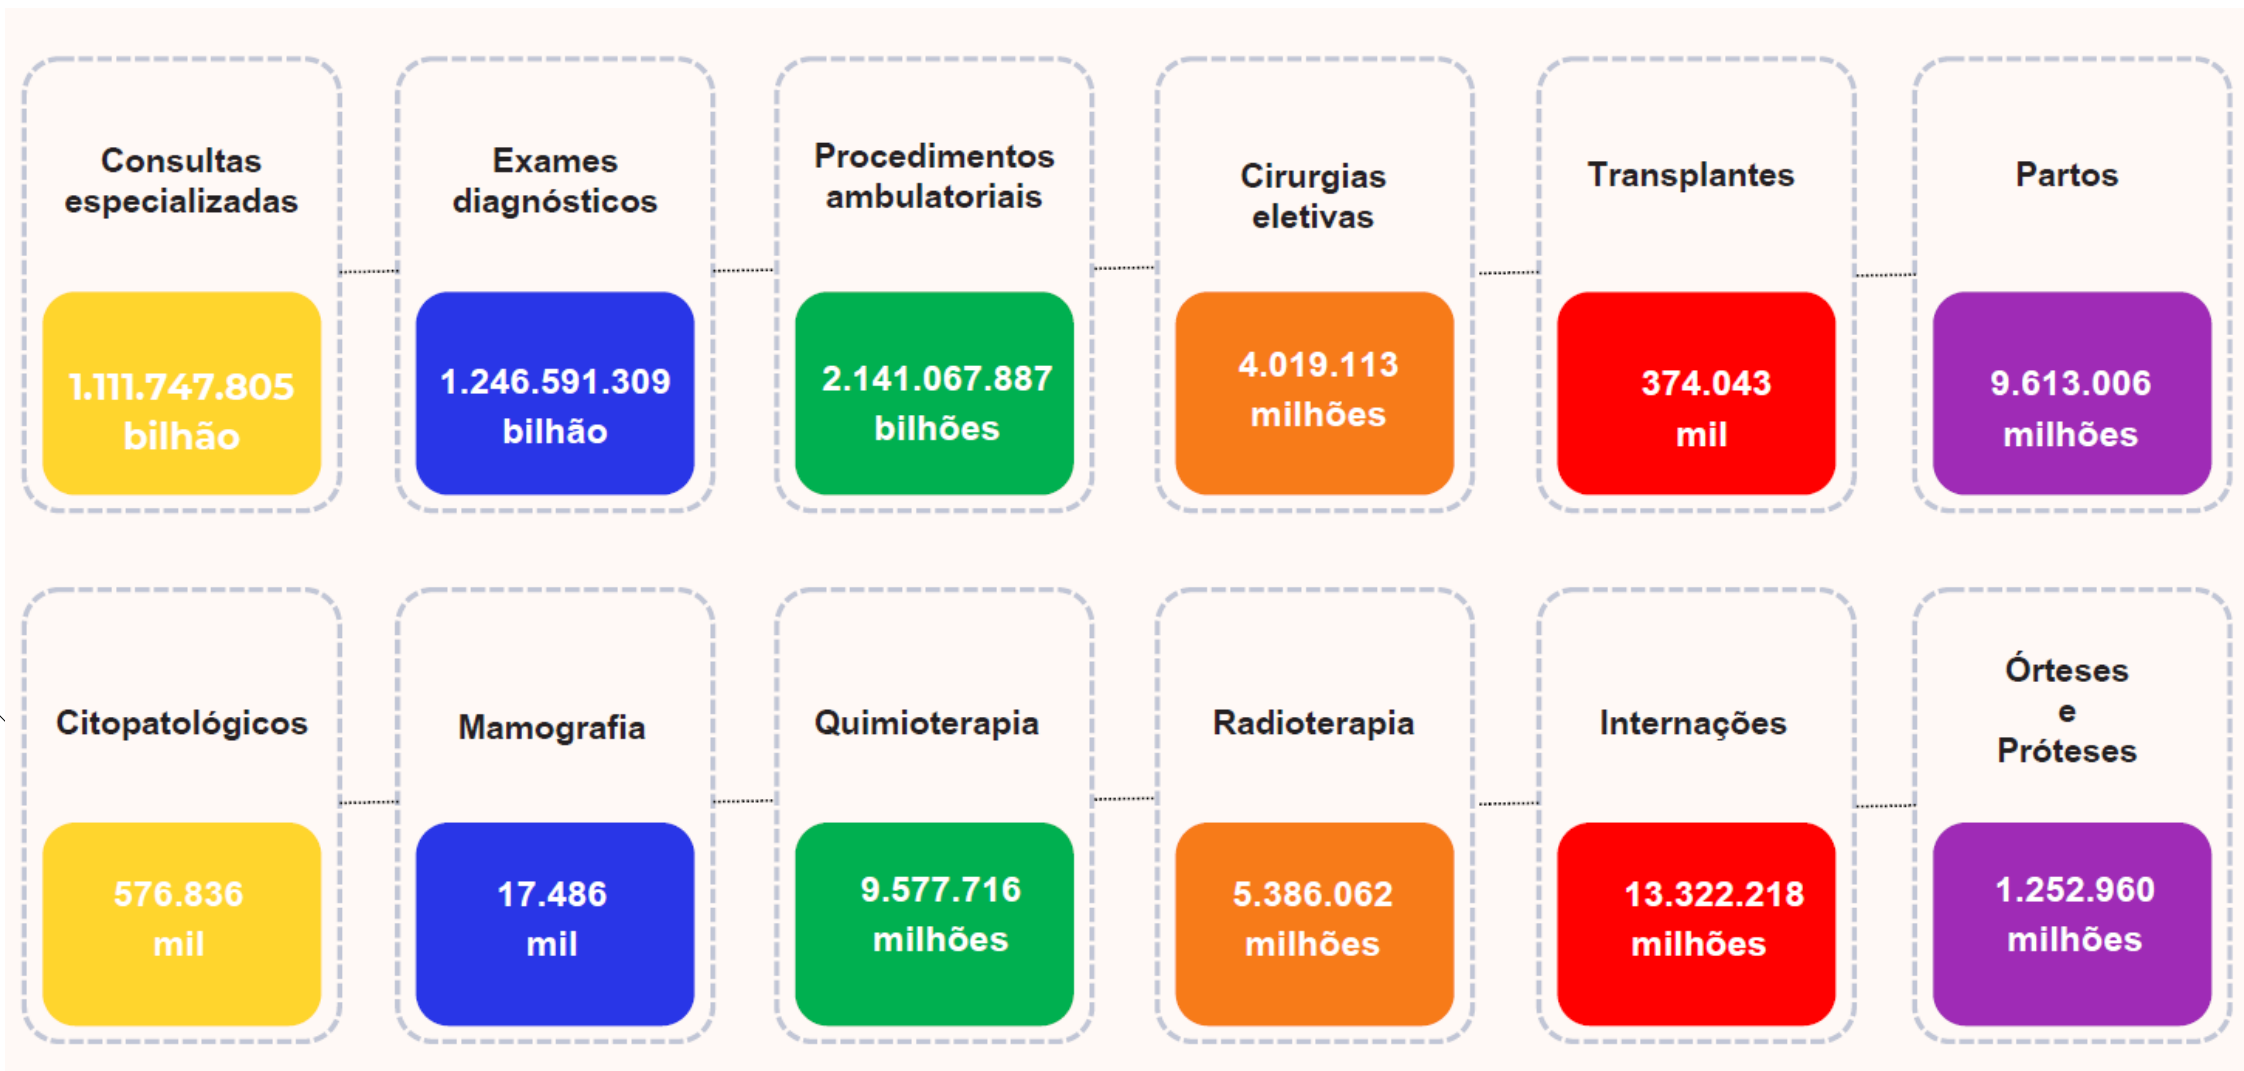 Consultas
especializadas
1.111.747.805
bilhão
Exames
diagnósticos
1.246.591.309
bilhão
Procedimentos
ambulatoriais
2.141.067.887
bilhões
Cirurgias
eletivas
4.019.113
milhões
Transplantes
374.043
mil
Partos
9.613.006
milhões
Citopatológicos
576.836
mil
Mamografia
17.486
mil
Quimioterapia
9.577.716
milhões
Radioterapia
5.386.062
milhões
Internações
13.322.218
milhões
Órteses
e
Próteses
1.252.960
milhões